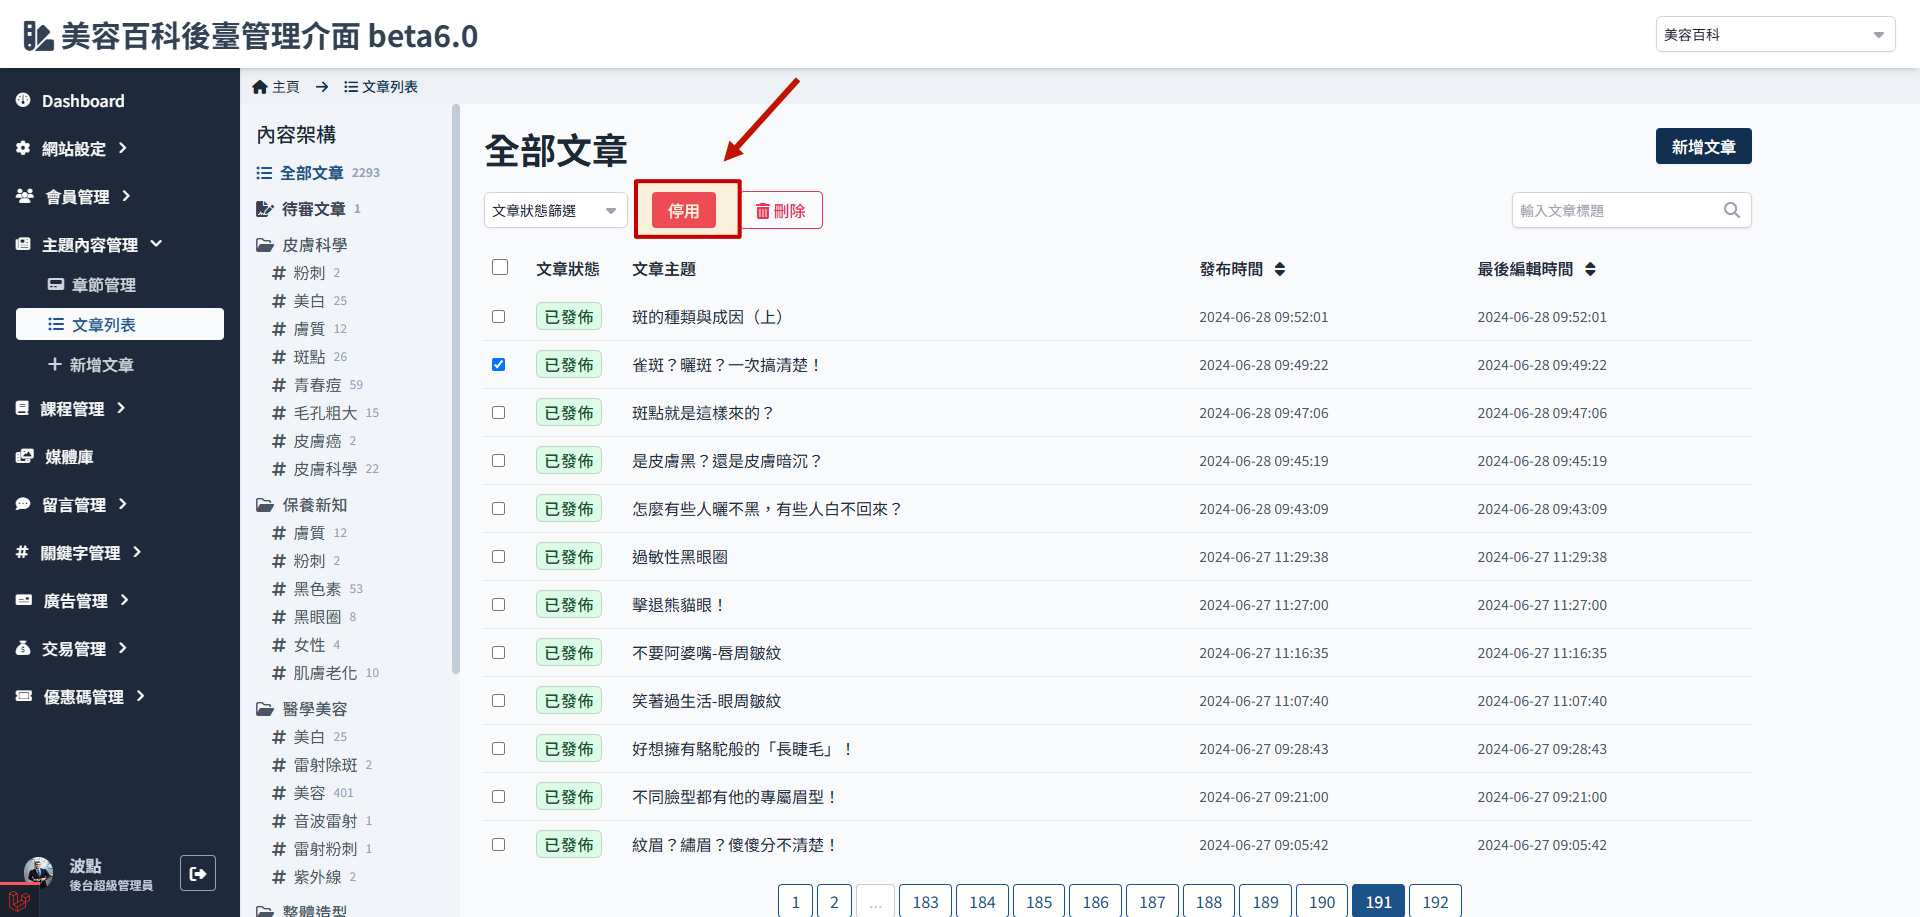 美容百科後臺管理介面 beta6.0
美容百科
Dashboard
網站設定
會員管理
主題內容管理
章節管理
文章列表
新增文章
課程管理
媒體庫
留言管理
關鍵字管理
廣告管理
交易管理
優惠碼管理
波點
後台超級管理員
主頁 → 文章列表
內容架構
全部文章 2293
待審文章 1
皮膚科學
# 粉刺 2
# 美白 25
# 膚質 12
# 斑點 26
# 青春痘 59
# 毛孔粗大 15
# 皮膚癌 2
# 皮膚科學 22
保養新知
# 膚質 12
# 粉刺 2
# 黑色素 53
# 黑眼圈 8
# 女性 4
# 肌膚老化 10
醫學美容
# 美白 25
# 雷射除斑 2
# 美容 401
# 音波雷射 1
# 雷射粉刺 1
# 紫外線 2
整體造型
全部文章
新增文章
文章狀態篩選 停用 刪除
輸入文章標題
文章狀態 文章主題 發布時間 最後編輯時間
已發佈 斑的種類與成因（上） 2024-06-28 09:52:01 2024-06-28 09:52:01
已發佈 雀斑？曬斑？一次搞清楚！ 2024-06-28 09:49:22 2024-06-28 09:49:22
已發佈 斑點就是這樣來的？ 2024-06-28 09:47:06 2024-06-28 09:47:06
已發佈 是皮膚黑？還是皮膚暗沉？ 2024-06-28 09:45:19 2024-06-28 09:45:19
已發佈 怎麼有些人曬不黑，有些人白不回來？ 2024-06-28 09:43:09 2024-06-28 09:43:09
已發佈 過敏性黑眼圈 2024-06-27 11:29:38 2024-06-27 11:29:38
已發佈 擊退熊貓眼！ 2024-06-27 11:27:00 2024-06-27 11:27:00
已發佈 不要阿婆嘴-唇周皺紋 2024-06-27 11:16:35 2024-06-27 11:16:35
已發佈 笑著過生活-眼周皺紋 2024-06-27 11:07:40 2024-06-27 11:07:40
已發佈 好想擁有駱駝般的「長睫毛」！ 2024-06-27 09:28:43 2024-06-27 09:28:43
已發佈 不同臉型都有他的專屬眉型！ 2024-06-27 09:21:00 2024-06-27 09:21:00
已發佈 紋眉？繡眉？傻傻分不清楚！ 2024-06-27 09:05:42 2024-06-27 09:05:42
1 2 ... 183 184 185 186 187 188 189 190 191 192